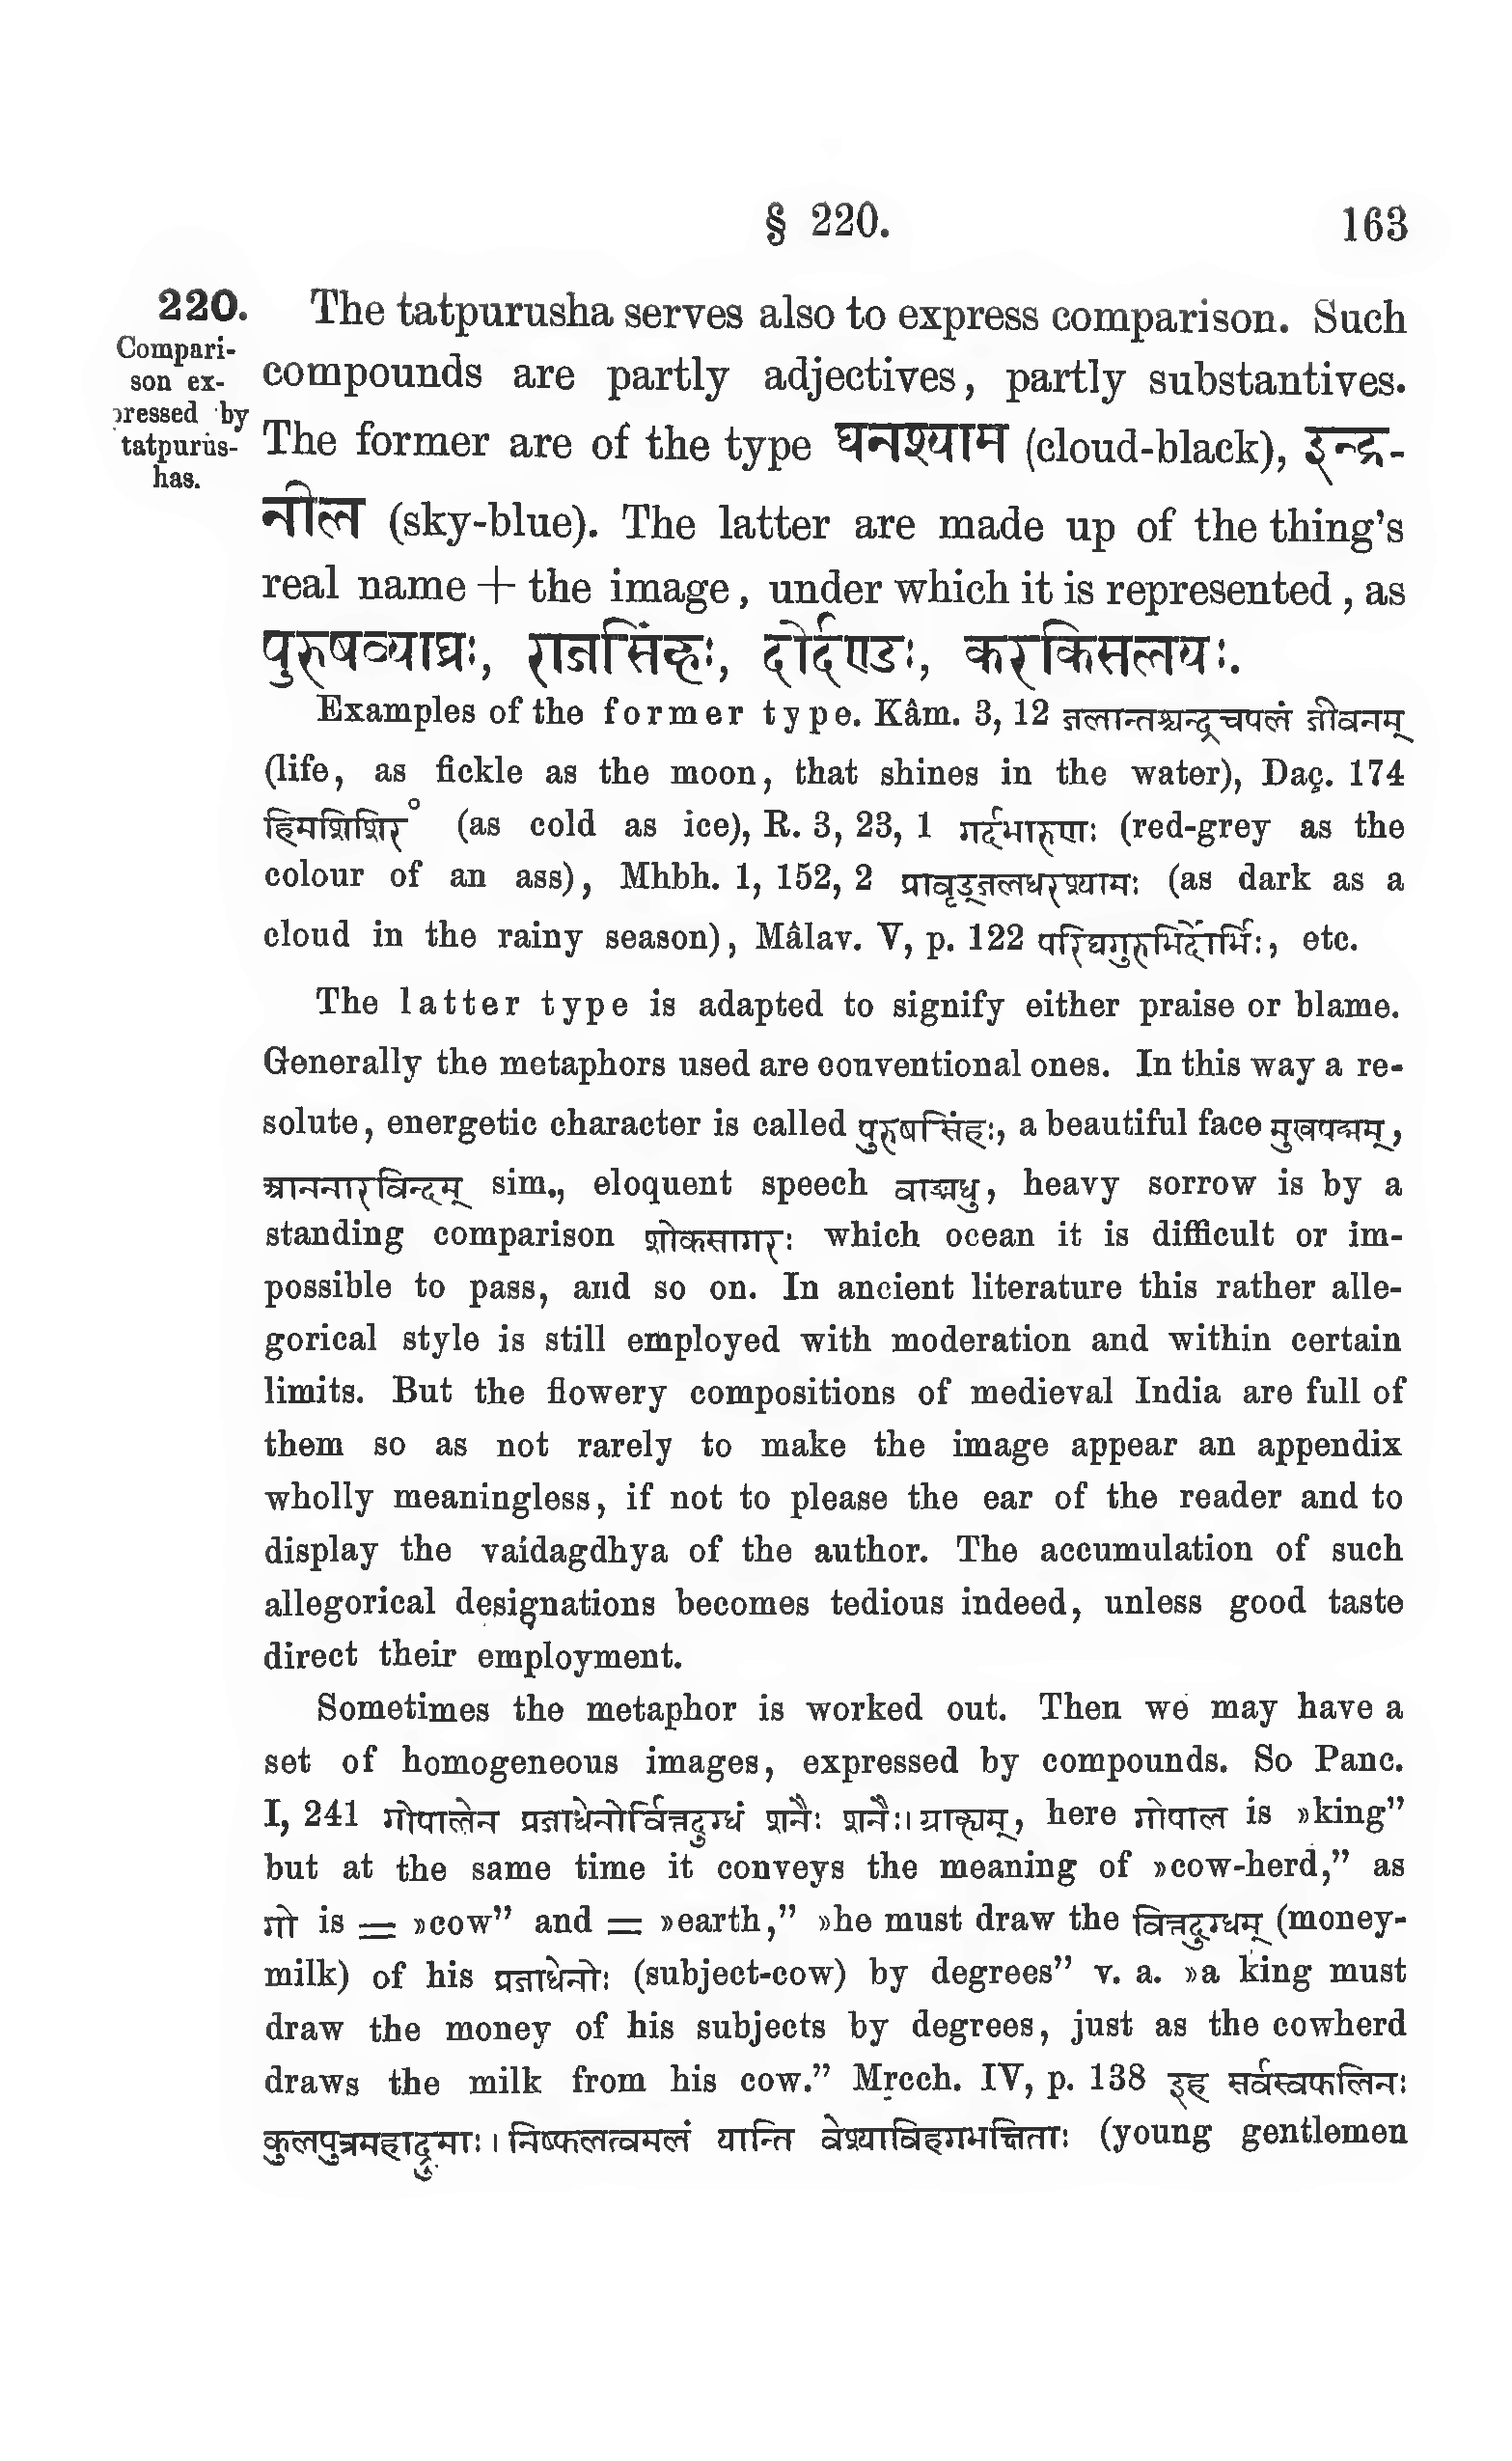 § 220. 163
220. The tatpurusha serves also to express comparison. Such
Compari-
son ex-
pressed by
tatpurus-
has.
compounds are partly adjectives, partly substantives.
The former are of the type घनश्याम (cloud-black), इन्द्र-
नील (sky-blue). The latter are made up of the thing’s
real name + the image, under which it is represented, as
पुरुषव्याघ्रः, राजसिंहः, दोर्दण्डः, करकिसलयः.
Examples of the former type. Kâm. 3, 12 जलान्तश्चन्द्रचपलं जीवनम्
(life, as fickle as the moon, that shines in the water), Daç. 174
हिमशिशिर° (as cold as ice), R. 3, 23, 1 गर्दभारुणाः (red-grey as the
colour of an ass), Mhbh. 1, 152, 2 प्रावृड्जलधरश्यामः (as dark as a
cloud in the rainy season), Mâlav. V, p. 122 परिघगुरुभिर्दोर्भिः, etc.
The latter type is adapted to signify either praise or blame.
Generally the metaphors used are conventional ones. In this way a re-
solute, energetic character is called पुरुषसिंहः, a beautiful face मुखपद्मम्,
आननारविन्दम् sim., eloquent speech वाङ्मधु, heavy sorrow is by a
standing comparison शोकसागरः which ocean it is difficult or im-
possible to pass, and so on. In ancient literature this rather alle-
gorical style is still employed with moderation and within certain
limits. But the flowery compositions of medieval India are full of
them so as not rarely to make the image appear an appendix
wholly meaningless, if not to please the ear of the reader and to
display the vaidagdhya of the author. The accumulation of such
allegorical designations becomes tedious indeed, unless good taste
direct their employment.
Sometimes the metaphor is worked out. Then we may have a
set of homogeneous images, expressed by compounds. So Panc.
I, 241 गोपालेन प्रजाधेनोर्वित्तदुग्धं शनैः शनैः। ग्राह्यम्, here गोपाल is »king”
but at the same time it conveys the meaning of »cow-herd,” as
गो is = »cow” and = »earth,” »he must draw the वित्तदुग्धम् (money-
milk) of his प्रजाधेनोः (subject-cow) by degrees” v. a. »a king must
draw the money of his subjects by degrees, just as the cowherd
draws the milk from his cow.” Mṛcch. IV, p. 138 इह सर्वस्वफलिनः
कुलपुत्रमहाद्रुमाः। निष्फलत्वमलं यान्ति वेश्याविहगभक्षिताः (young gentlemen